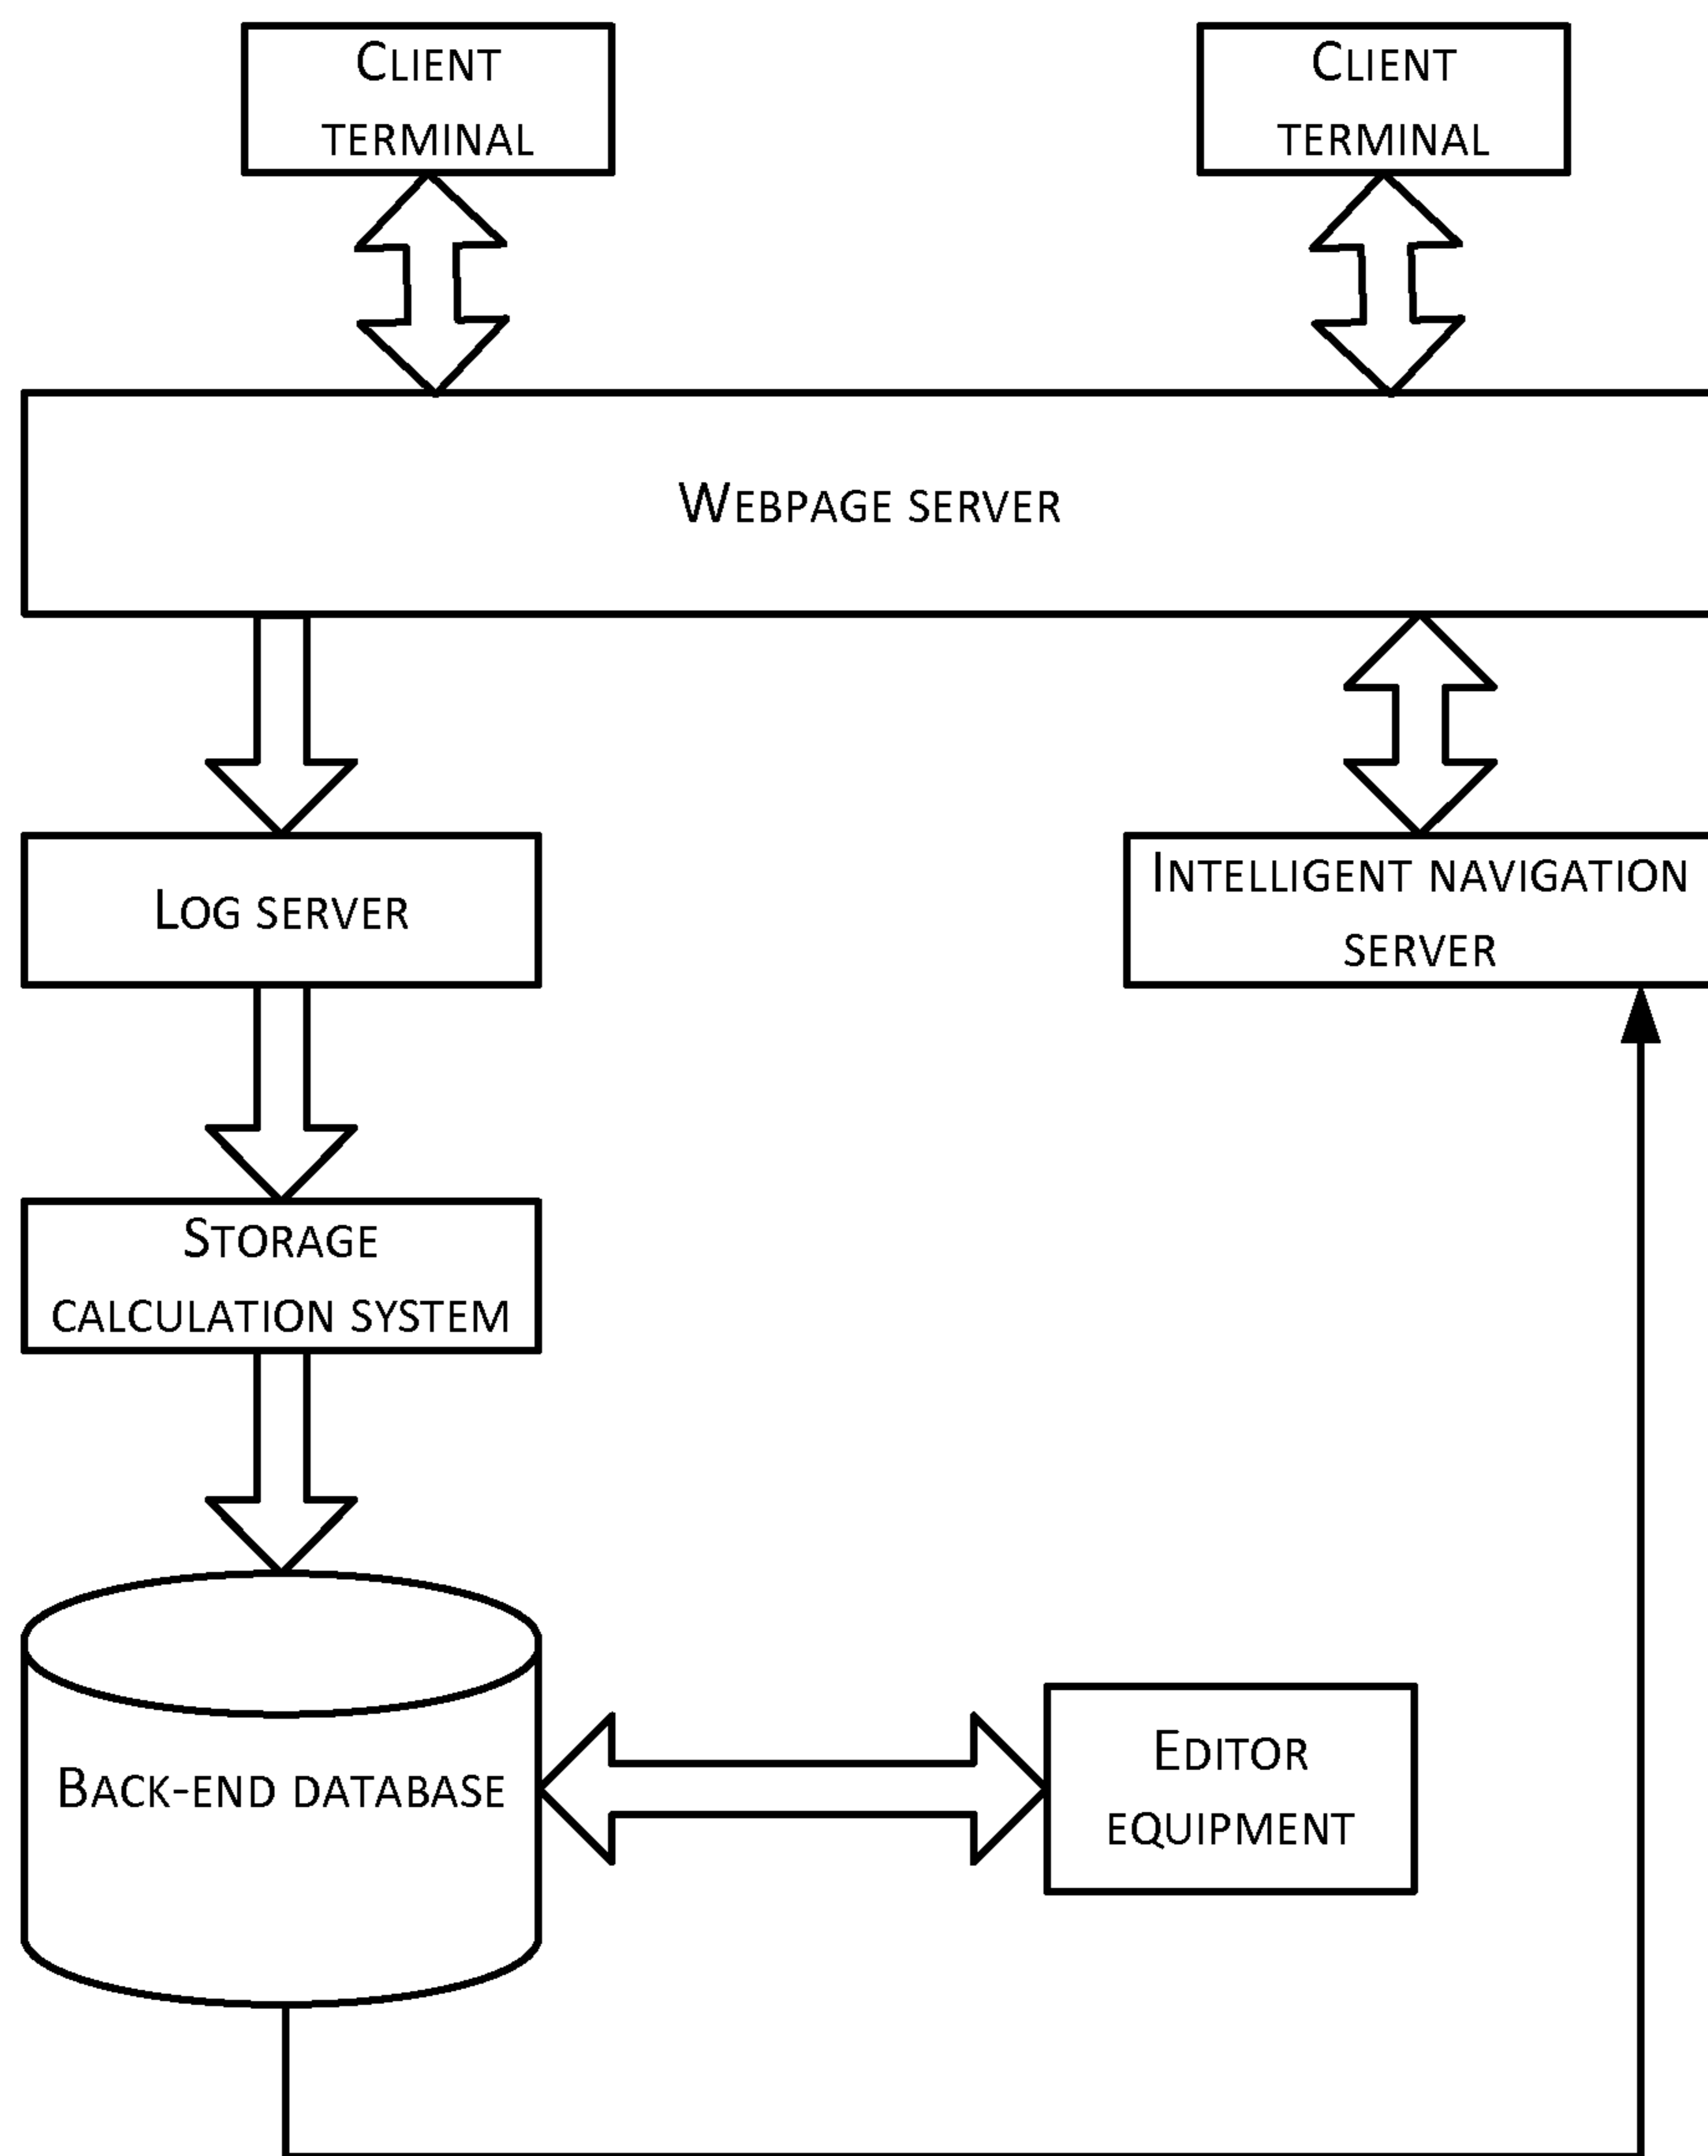 CLIENT
TERMINAL
CLIENT
TERMINAL
WEBPAGE SERVER
LOG SERVER
INTELLIGENT NAVIGATION
SERVER
STORAGE
CALCULATION SYSTEM
BACK-END DATABASE
EDITOR
EQUIPMENT